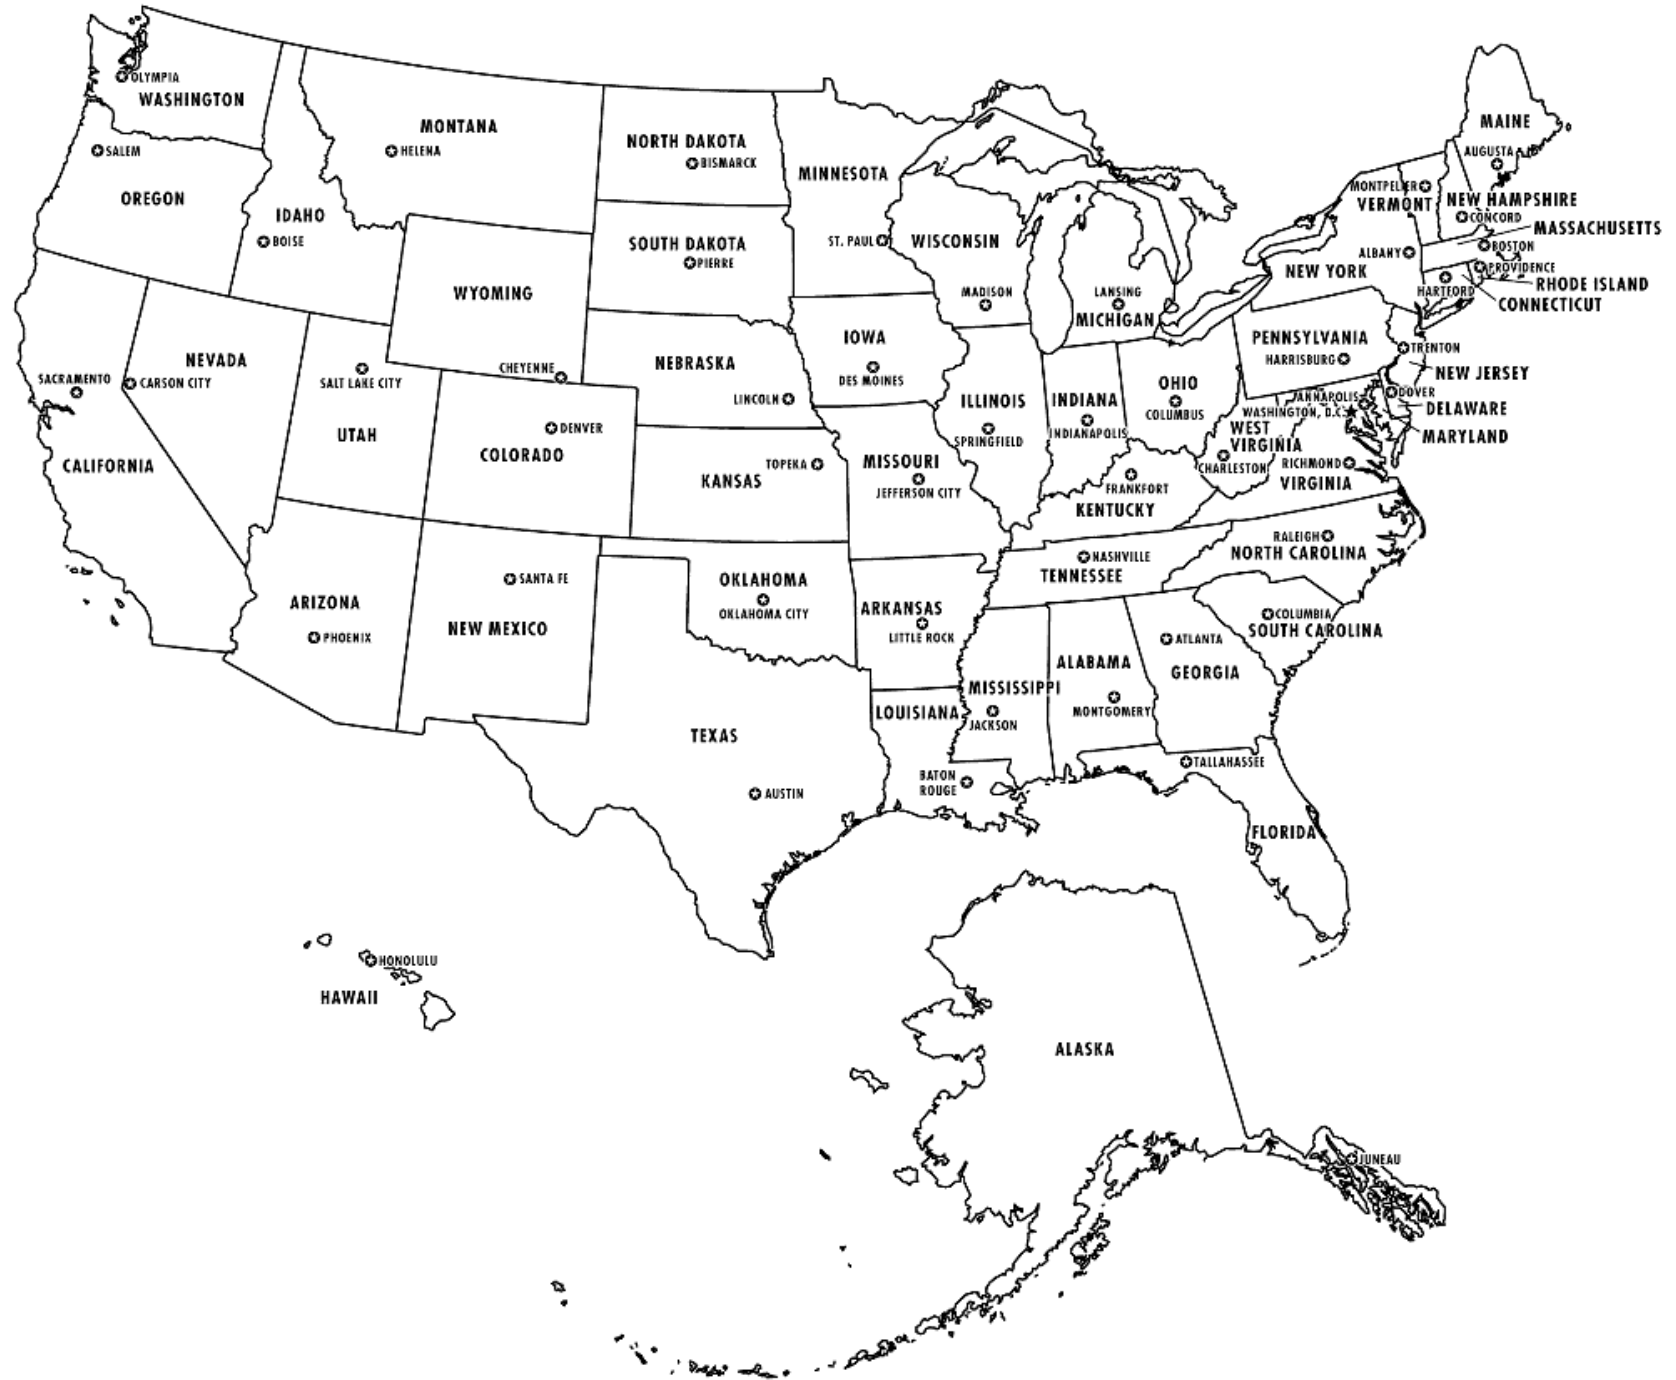 OLYMPIA
WASHINGTON
SALEM
OREGON
IDAHO
BOISE
MONTANA
HELENA
NORTH DAKOTA
BISMARCK
MINNESOTA
ST. PAUL
SOUTH DAKOTA
PIERRE
WYOMING
CHEYENNE
WISCONSIN
MADISON
LANSING
MICHIGAN
MAINE
AUGUSTA
MONTPELIER
VERMONT
NEW HAMPSHIRE
CONCORD
MASSACHUSETTS
BOSTON
ALBANY
NEW YORK
PROVIDENCE
RHODE ISLAND
HARTFORD
CONNECTICUT
PENNSYLVANIA
HARRISBURG
TRENTON
NEW JERSEY
DOVER
DELAWARE
ANNAPOLIS
WASHINGTON, D.C.
MARYLAND
NEVADA
CARSON CITY
SACRAMENTO
CALIFORNIA
SALT LAKE CITY
UTAH
DENVER
COLORADO
NEBRASKA
LINCOLN
IOWA
DES MOINES
ILLINOIS
SPRINGFIELD
INDIANA
INDIANAPOLIS
OHIO
COLUMBUS
WEST
VIRGINIA
CHARLESTON
RICHMOND
VIRGINIA
TOPEKA
KANSAS
MISSOURI
JEFFERSON CITY
FRANKFORT
KENTUCKY
RALEIGH
NORTH CAROLINA
NASHVILLE
TENNESSEE
ARIZONA
PHOENIX
SANTA FE
NEW MEXICO
OKLAHOMA
OKLAHOMA CITY
ARKANSAS
LITTLE ROCK
COLUMBIA
SOUTH CAROLINA
ATLANTA
GEORGIA
ALABAMA
MONTGOMERY
MISSISSIPPI
JACKSON
LOUISIANA
BATON
ROUGE
TEXAS
AUSTIN
TALLAHASSEE
FLORIDA
HONOLULU
HAWAII
ALASKA
JUNEAU